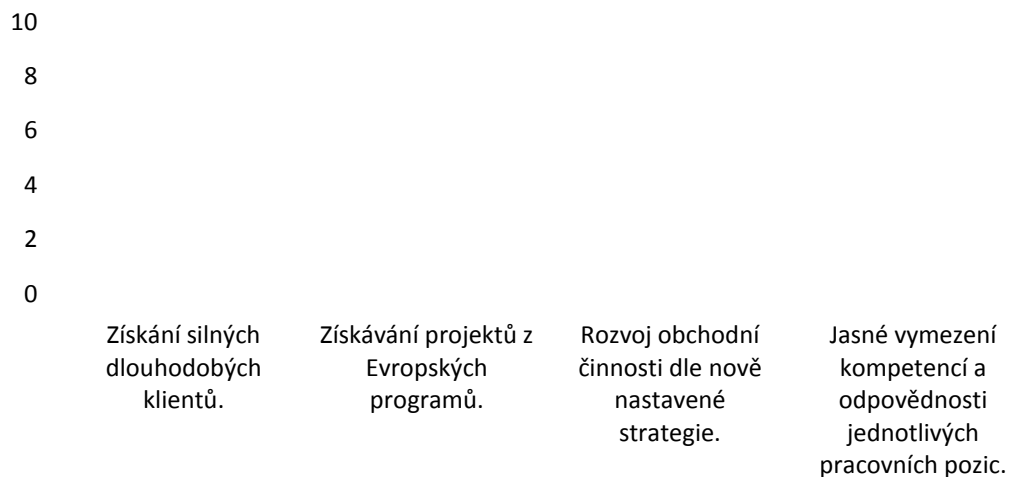 10
8
6
4
2
0
Získání silných
dlouhodobých
klientů.
Získávání projektů z
Evropských
programů.
Rozvoj obchodní
činnosti dle nově
nastavené
strategie.
Jasné vymezení
kompetencí a
odpovědnosti
jednotlivých
pracovních pozic.